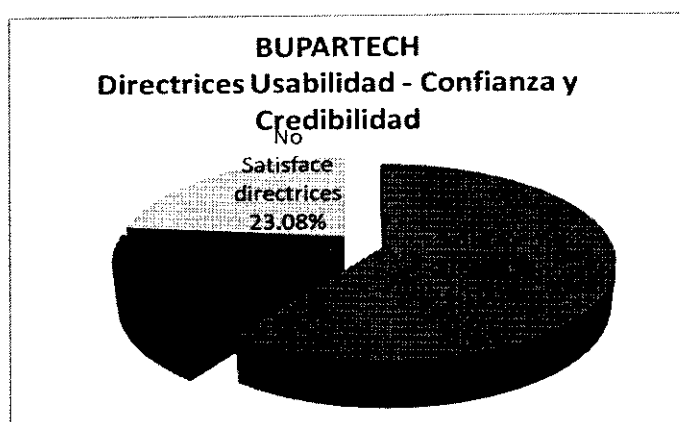 BUPARTECH
Directrices Usabilidad - Confianza y
Credibilidad
No
Satisface
directrices
23.08%